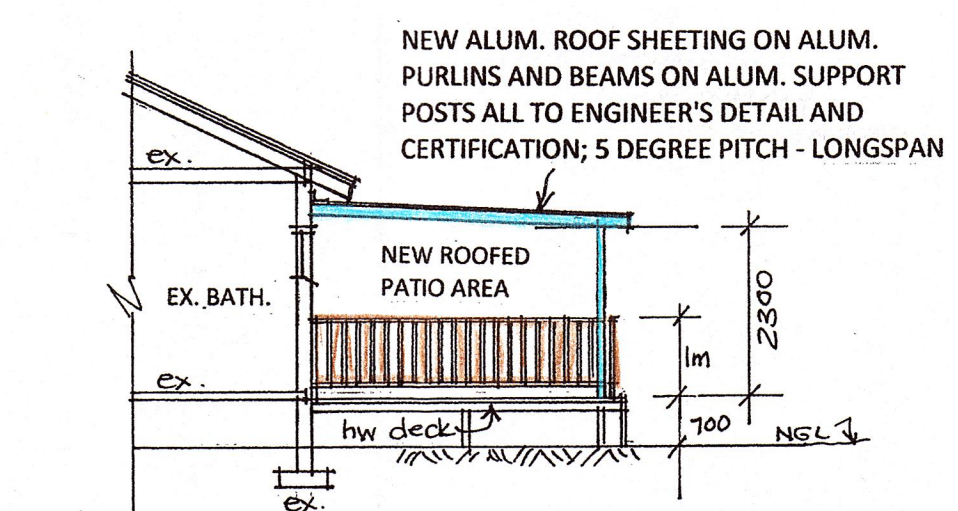 NEW ALUM. ROOF SHEETING ON ALUM.
PURLINS AND BEAMS ON ALUM. SUPPORT
POSTS ALL TO ENGINEER'S DETAIL AND
CERTIFICATION; 5 DEGREE PITCH - LONGSPAN
ex.
NEW ROOFED
PATIO AREA
EX. BATH.
2300
1m
ex.
hw deck
700
NGL
ex.